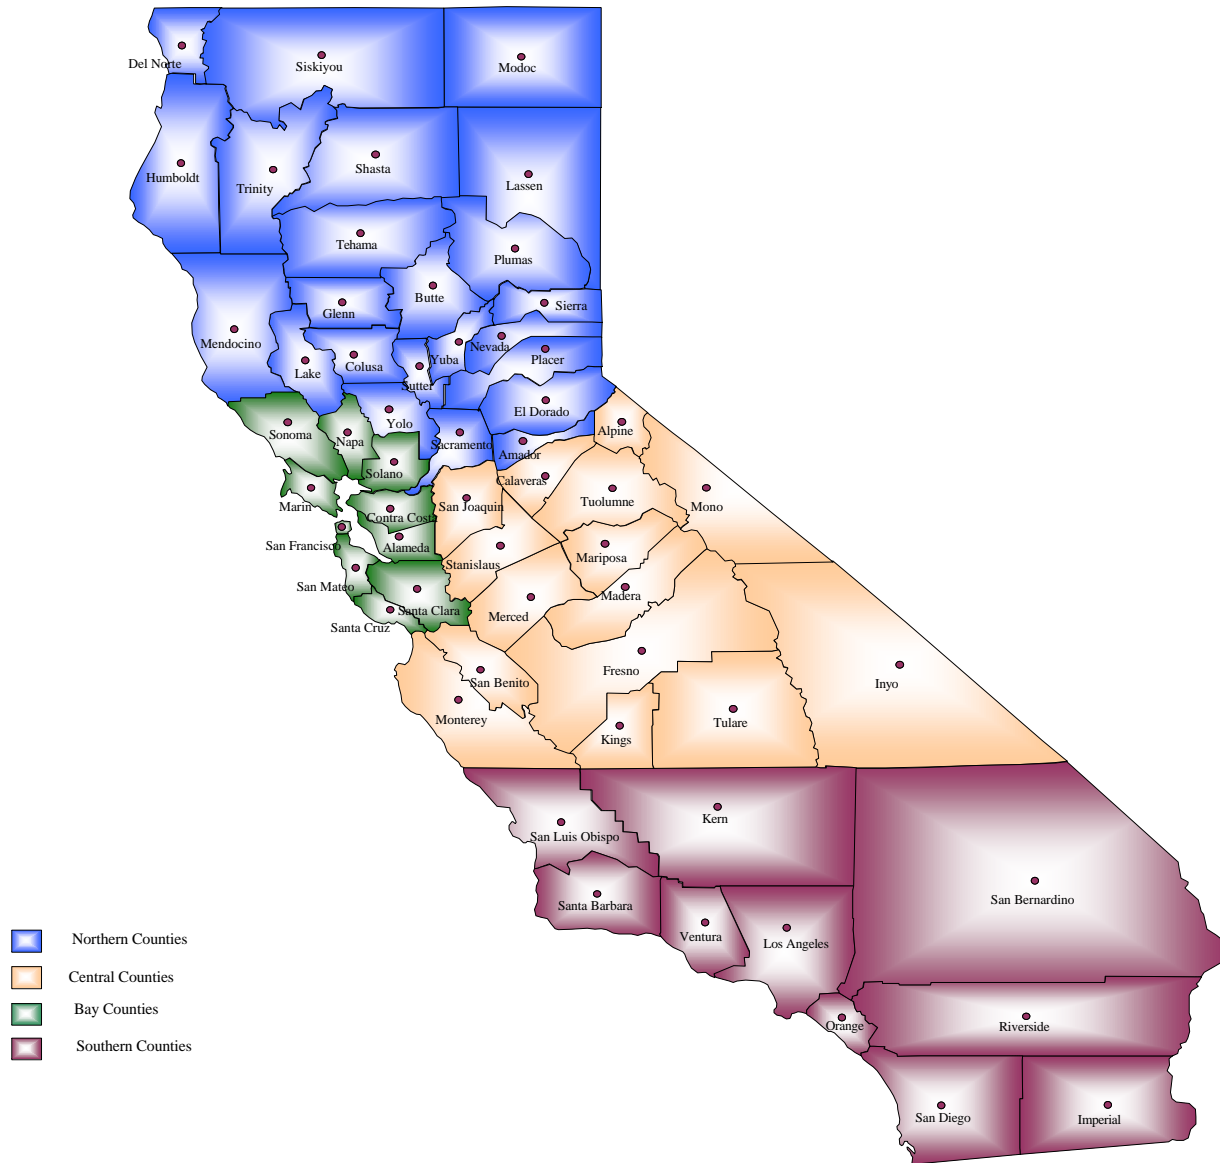 Del Norte
Siskiyou
Modoc
Humboldt
Trinity
Shasta
Lassen
Tehama
Plumas
Butte
Glenn
Sierra
Mendocino
Nevada
Yuba
Placer
Lake
Colusa
Sutter
El Dorado
Sonoma
Napa
Yolo
Sacramento
Alpine
Amador
Solano
Calaveras
Marin
Contra Costa
San Joaquin
Tuolumne
Mono
San Francisco
Alameda
Stanislaus
Mariposa
San Mateo
Santa Clara
Merced
Madera
Santa Cruz
San Benito
Fresno
Inyo
Monterey
Kings
Tulare
San Luis Obispo
Kern
Santa Barbara
San Bernardino
Ventura
Los Angeles
Northern Counties
Central Counties
Bay Counties
Orange
Riverside
Southern Counties
San Diego
Imperial